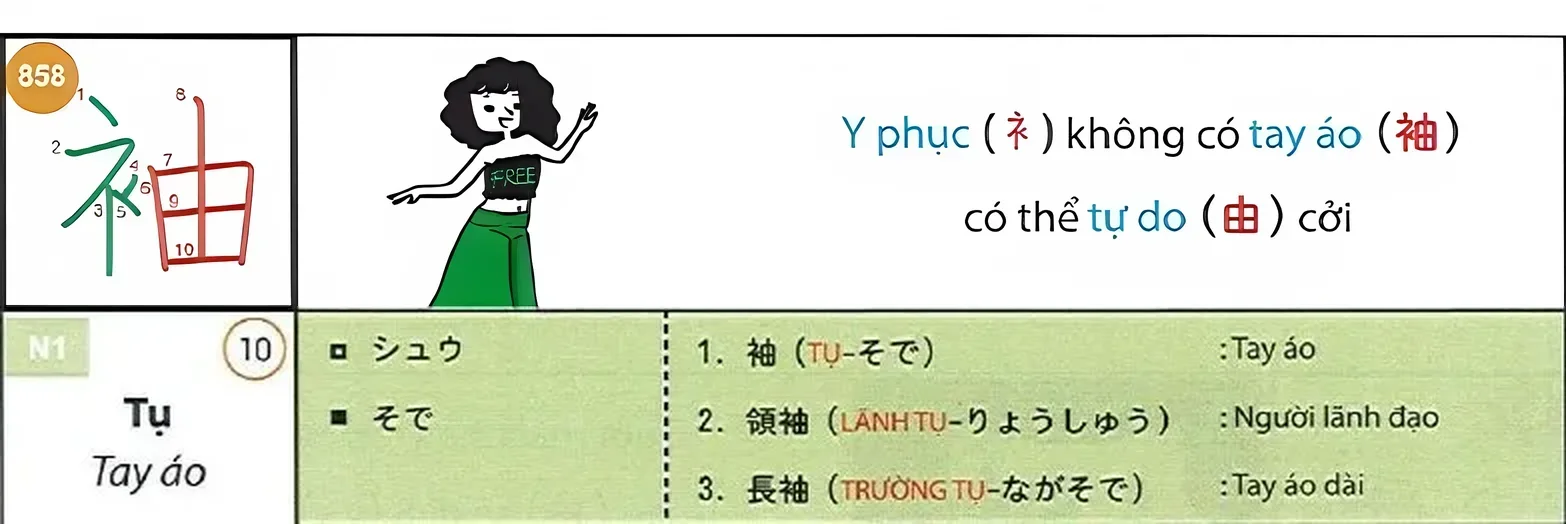 858
1
2
3
4
5
6
7
8
9
10
FREE
Y phục (衤) không có tay áo (袖)
có thể tự do (由) cởi
N1
10
Tụ
Tay áo
シュウ
そで
1. 袖 (TỤ-そで) : Tay áo
2. 領袖 (LÃNH TỤ-りょうしゅう) : Người lãnh đạo
3. 長袖 (TRƯỜNG TỤ-ながそで) : Tay áo dài